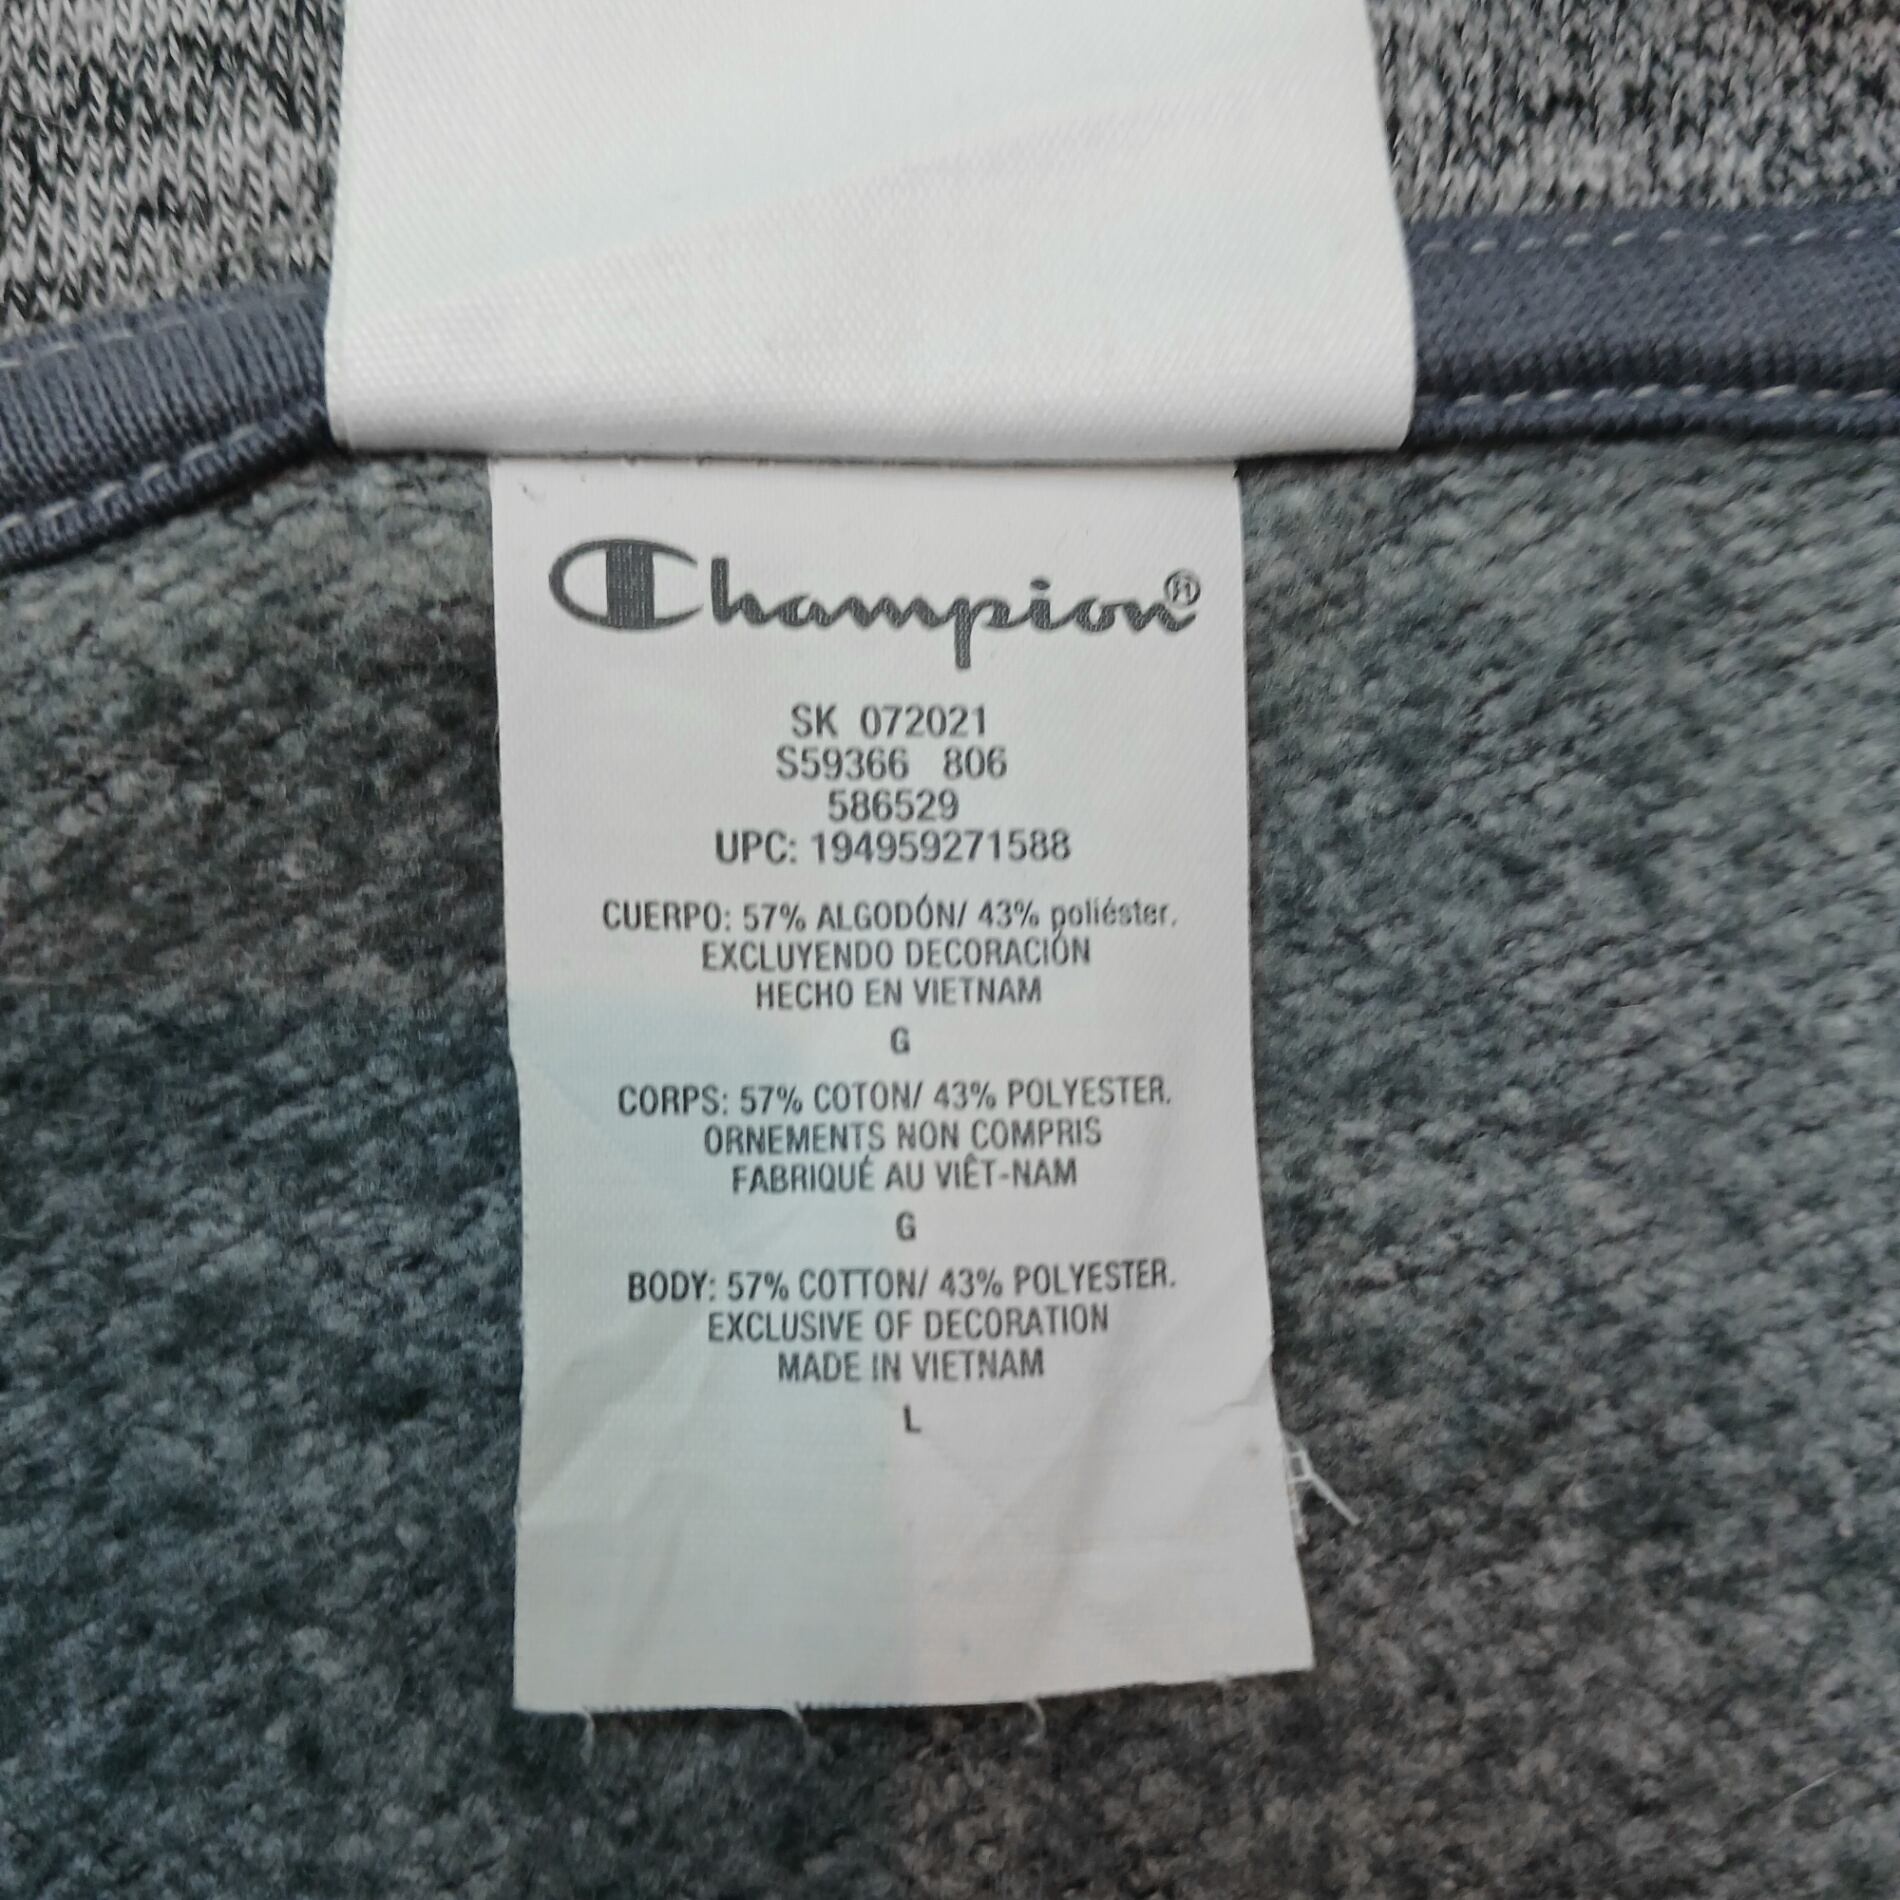 Champion®
SK 072021
S59366 806
586529
UPC: 194959271588
CUERPO: 57% ALGODÓN/ 43% poliéster.
EXCLUYENDO DECORACIÓN
HECHO EN VIETNAM
G
CORPS: 57% COTON/ 43% POLYESTER.
ORNEMENTS NON COMPRIS
FABRIQUÉ AU VIÊT-NAM
G
BODY: 57% COTTON/ 43% POLYESTER.
EXCLUSIVE OF DECORATION
MADE IN VIETNAM
L